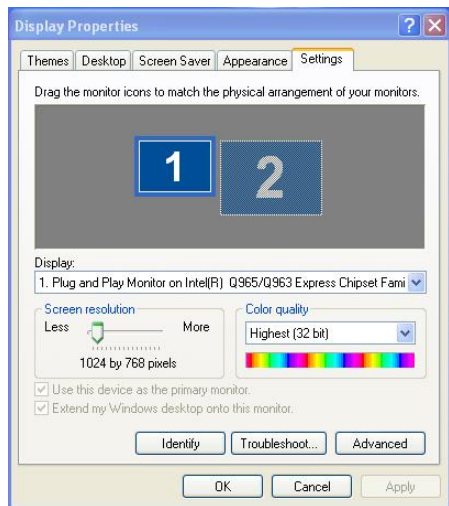 Display Properties
Themes Desktop Screen Saver Appearance Settings
Drag the monitor icons to match the physical arrangement of your monitors.
1 2
Display:
1. Plug and Play Monitor on Intel(R) Q965/Q963 Express Chipset Fami
Screen resolution Color quality
Less More Highest (32 bit)
1024 by 768 pixels
Use this device as the primary monitor.
Extend my Windows desktop onto this monitor.
Identify Troubleshoot... Advanced
OK Cancel Apply